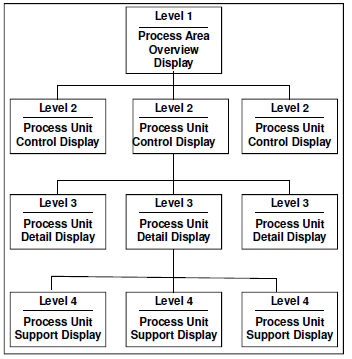 Level 1
Process Area
Overview
Display
Level 2
Process Unit
Control Display
Level 2
Process Unit
Control Display
Level 2
Process Unit
Control Display
Level 3
Process Unit
Detail Display
Level 3
Process Unit
Detail Display
Level 3
Process Unit
Detail Display
Level 4
Process Unit
Support Display
Level 4
Process Unit
Support Display
Level 4
Process Unit
Support Display